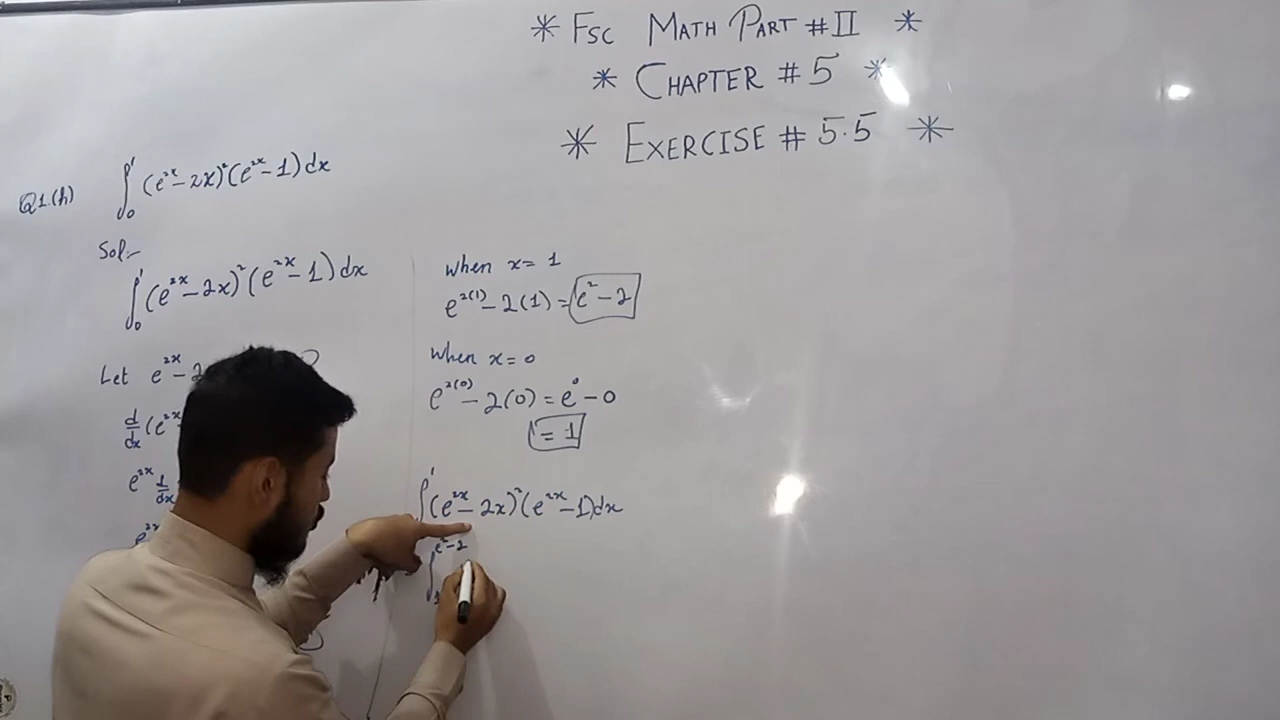 * Fsc Math Part # II *
* Chapter # 5 *
* Exercise # 5.5 *
Q1.(h) ∫₀¹ (e²ˣ - 2x)² (e²ˣ - 1) dx
Sol:-
∫₀¹ (e²ˣ - 2x)² (e²ˣ - 1) dx
Let e²ˣ - 2
d/dx (e²ˣ
e²ˣ d/dx
when x = 1
e²⁽¹⁾ - 2(1) = e² - 2
when x = 0
e²⁽⁰⁾ - 2(0) = e⁰ - 0
= 1
∫ ¹ (e²ˣ - 2x)² (e²ˣ - 1) dx
∫ e² - 2